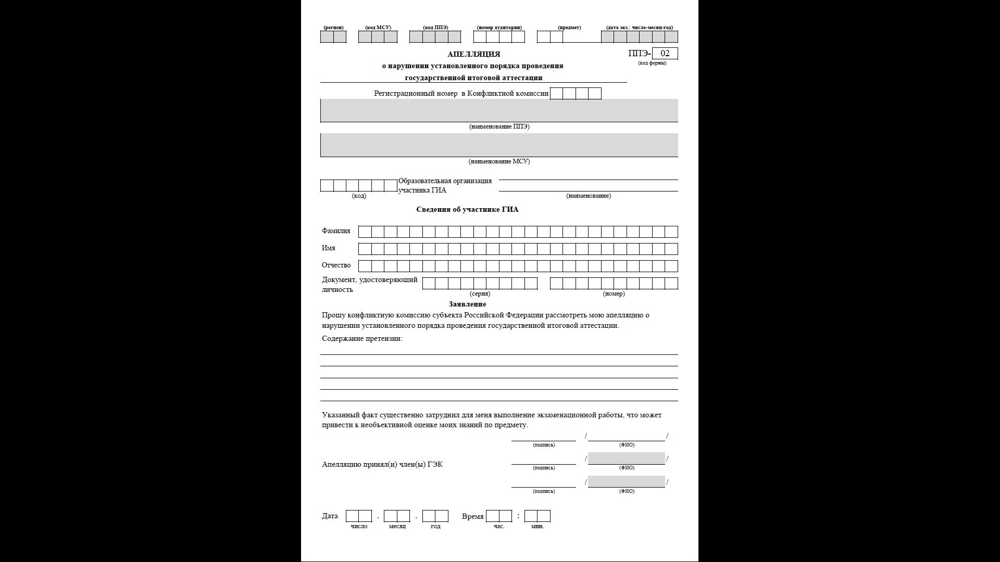 (регион) (код МСУ) (код ППЭ) (номер аудитории) (предмет) (дата экз.: число-месяц-год)
АПЕЛЛЯЦИЯ ППЭ- 02
о нарушении установленного порядка проведения (код формы)
государственной итоговой аттестации
Регистрационный номер в Конфликтной комиссии
(наименование ППЭ)
(наименование МСУ)
Образовательная организация
участника ГИА
(код) (наименование)
Сведения об участнике ГИА
Фамилия
Имя
Отчество
Документ, удостоверяющий
личность
(серия) (номер)
Заявление
Прошу конфликтную комиссию субъекта Российской Федерации рассмотреть мою апелляцию о
нарушении установленного порядка проведения государственной итоговой аттестации.
Содержание претензии:
Указанный факт существенно затруднил для меня выполнение экзаменационной работы, что может
привести к необъективной оценке моих знаний по предмету.
/ /
(подпись) (ФИО)
Апелляцию принял(и) член(ы) ГЭК / /
(подпись) (ФИО)
/ /
(подпись) (ФИО)
Дата . . Время :
число месяц год час. мин.